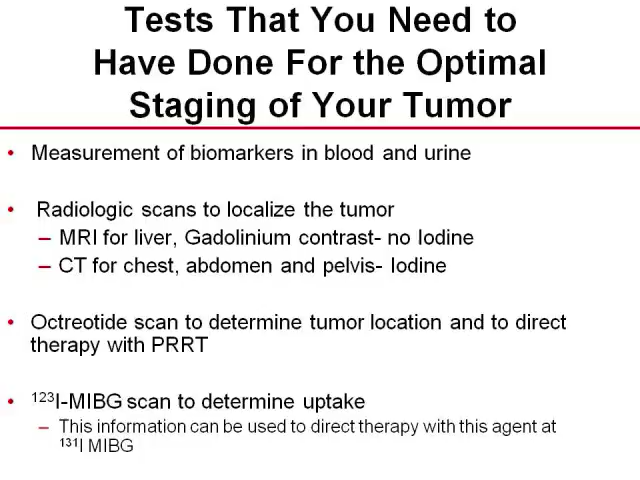 Tests That You Need to
Have Done For the Optimal
Staging of Your Tumor
• Measurement of biomarkers in blood and urine
• Radiologic scans to localize the tumor
– MRI for liver, Gadolinium contrast- no Iodine
– CT for chest, abdomen and pelvis- Iodine
• Octreotide scan to determine tumor location and to direct
therapy with PRRT
• ¹²³I-MIBG scan to determine uptake
– This information can be used to direct therapy with this agent at
¹³¹I MIBG